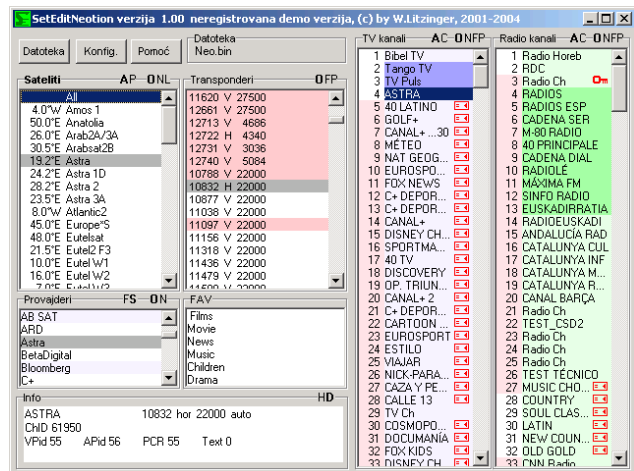 SetEditNeotion verzija 1.00 neregistrovana demo verzija, (c) by W.Litzinger, 2001-2004
Datoteka Konfig. Pomoć
Datoteka
Neo.bin
Sateliti AP ONL
All
4.0°W Amos 1
50.0°E Anatolia
26.0°E Arab2A/3A
30.5°E Arabsat2B
19.2°E Astra
24.2°E Astra 1D
28.2°E Astra 2
23.5°E Astra 3A
8.0°W Atlantic2
45.0°E Europe*S
48.0°E Eutelsat
21.5°E Eutel2 F3
10.0°E Eutel W1
16.0°E Eutel W2
7.0°E Eutel W3
Transponderi OFP
11620 V 27500
12661 V 27500
12713 V 4686
12722 H 4340
12731 V 3036
12740 V 5084
10788 V 22000
10832 H 22000
10877 V 22000
11038 V 22000
11097 V 22000
11156 V 22000
11318 V 22000
11436 V 22000
11479 V 22000
11508 V 22000
Provajderi FS ON
AB SAT
ARD
Astra
BetaDigital
Bloomberg
C+
FAV
Films
Movie
News
Music
Children
Drama
Info HD
ASTRA 10832 hor 22000 auto
ChID 61950
VPid 55 APid 56 PCR 55 Text 0
TV kanali AC ONFP
1 Bibel TV
2 Tango TV
3 TV Puls
4 ASTRA
5 40 LATINO
6 GOLF+
7 CANAL+ ...30
8 MÉTEO
9 NAT GEOG...
10 EUROSPO...
11 FOX NEWS
12 C+ DEPOR...
13 C+ DEPOR...
14 CANAL+
15 DISNEY CH...
16 SPORTMA...
17 40 TV
18 DISCOVERY
19 OP. TRIUN...
20 CANAL+ 2
21 C+ DEPOR...
22 CARTOON ...
23 EUROSPORT
24 ESTILO
25 VIAJAR
26 NICK-PARA...
27 CAZA Y PE...
28 CALLE 13
29 TV Ch
30 COSMOPO...
31 DOCUMANÍA
32 FOX KIDS
33 DISNEY CH...
Radio kanali AC ONFP
1 Radio Horeb
2 RDC
3 Radio Ch
4 RADIOS
5 RADIOS ESP
6 CADENA SER
7 M-80 RADIO
8 40 PRINCIPALE
9 CADENA DIAL
10 RADIOLÉ
11 MÁXIMA FM
12 SINFO RADIO
13 EUSKADIRRATIA
14 RADIOEUSKADI
15 ANDALUCÍA RAD
16 CATALUNYA CUL
17 CATALUNYA INF
18 CATALUNYA M...
19 CATALUNYA R...
20 CANAL BARÇA
21 Radio Ch
22 TEST_CSD2
23 Radio Ch
24 Radio Ch
25 Radio Ch
26 TEST TÉCNICO
27 MUSIC CHO...
28 COUNTRY
29 SOUL CLAS...
30 LATIN
31 NEW COUN...
32 OLD GOLD
33 CNN Radio